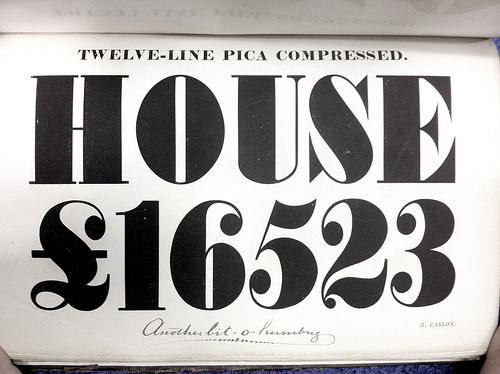 TWELVE-LINE PICA COMPRESSED.
HOUSE
£16523
Another bit-o-humbug
H. CASLON.